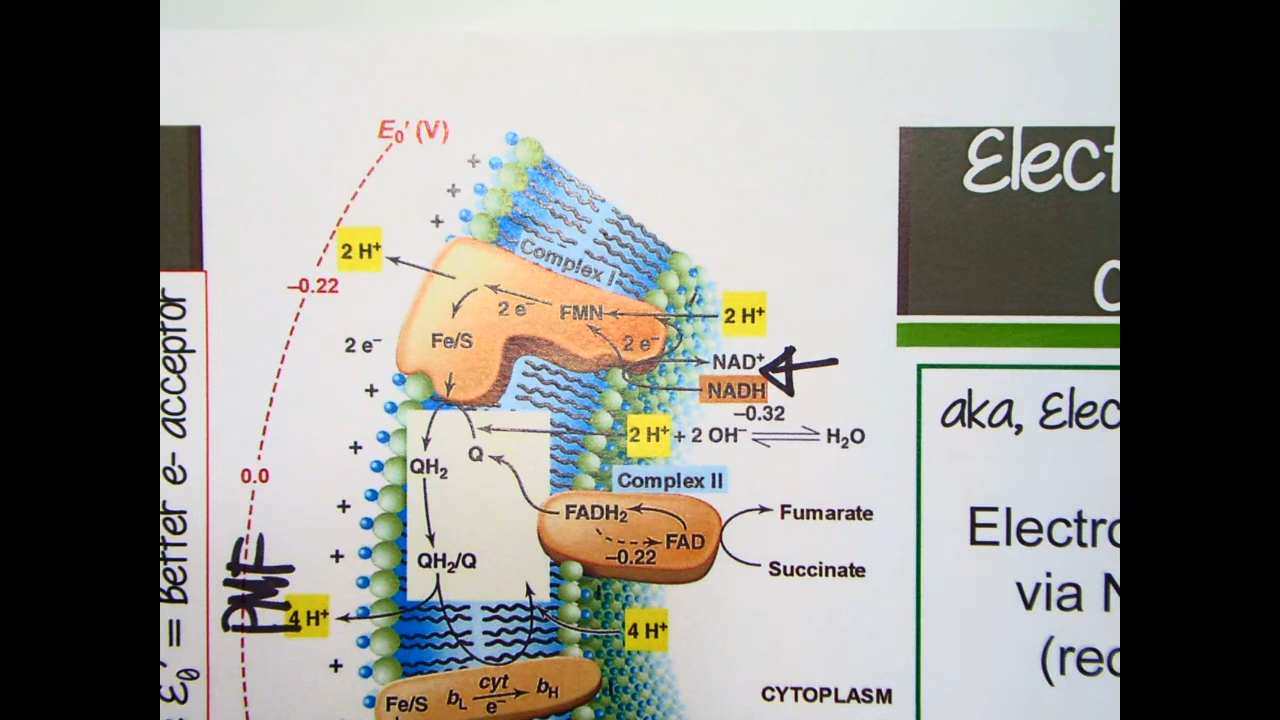 E₀′ (V)
Elect
+
+
+
2 H⁺
Complex I
C
–0.22
2 e⁻
FMN
2 H⁺
2 e⁻
Fe/S
2 e⁻
NAD⁺
NADH
+
–0.32
aka, Elec
2 H⁺ + 2 OH⁻ ⇌ H₂O
+
Q
QH₂
0.0
Complex II
+
FADH₂
Fumarate
Electro
FAD
+
–0.22
QH₂/Q
Succinate
via N
PMF
4 H⁺
4 H⁺
(rec
+
cyt
Fe/S
bL
e⁻
bH
CYTOPLASM
E₀′ = better e- acceptor